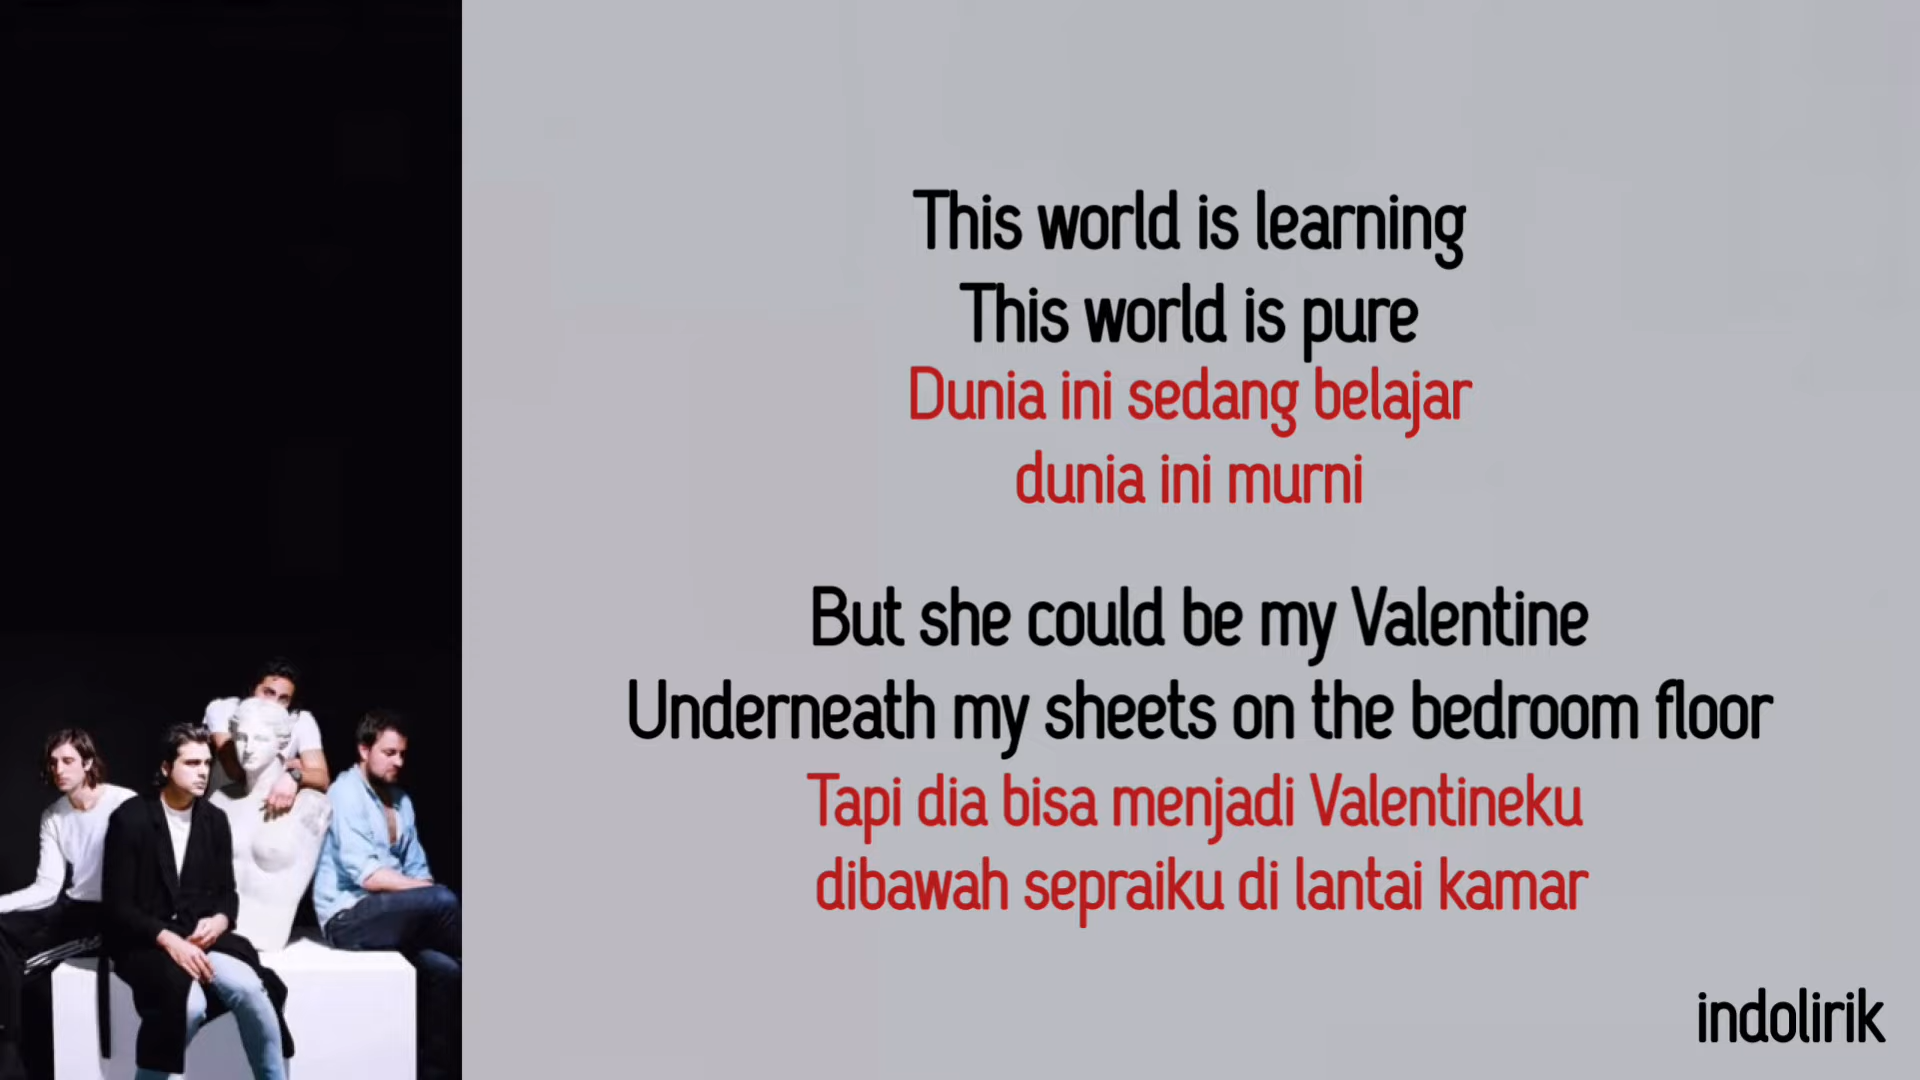 This world is learning
This world is pure
Dunia ini sedang belajar
dunia ini murni
But she could be my Valentine
Underneath my sheets on the bedroom floor
Tapi dia bisa menjadi Valentineku
dibawah sepraiku di lantai kamar
indolirik